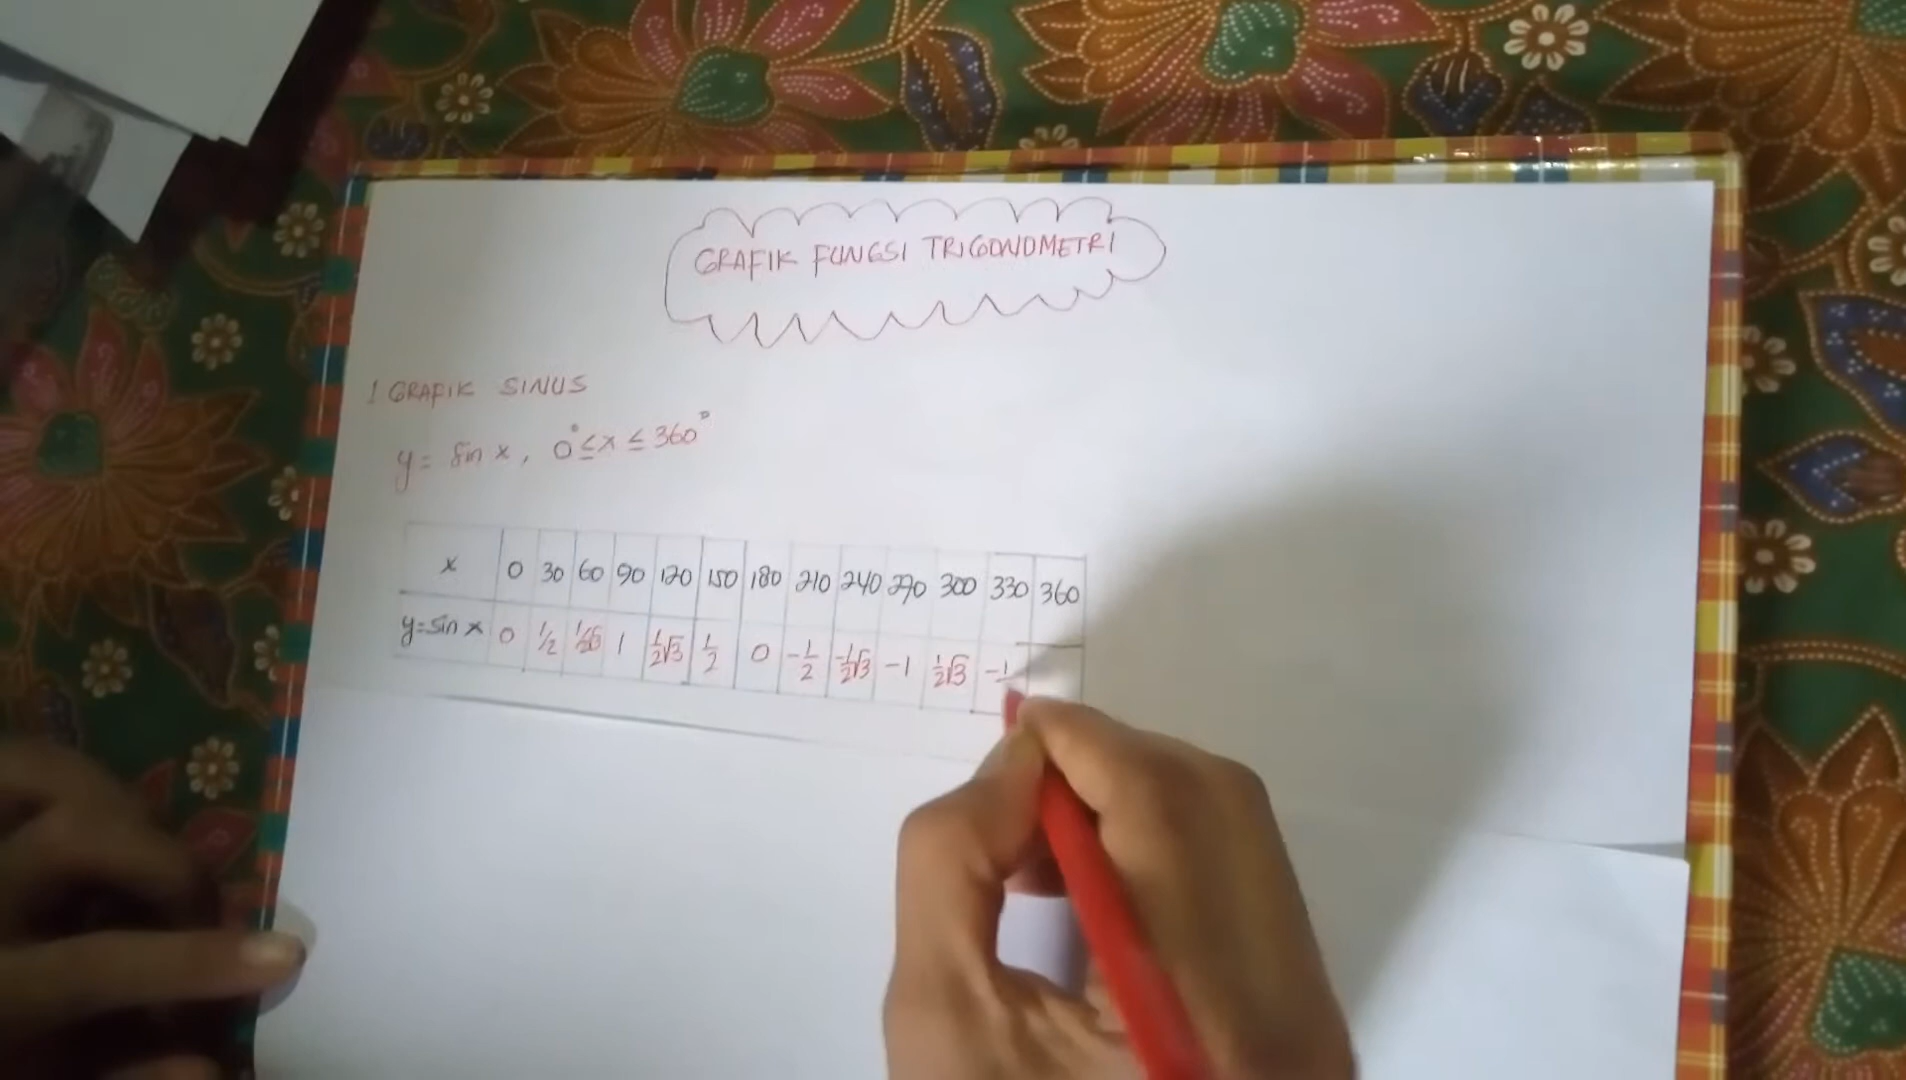 GRAFIK FUNGSI TRIGONOMETRI
1 GRAFIK SINUS
y = sin x, 0° ≤ x ≤ 360°
x 0 30 60 90 120 150 180 210 240 270 300 330 360
y=sin x 0 1/2 1/2√3 1 1/2√3 1/2 0 -1/2 -1/2√3 -1 1/2√3 -1